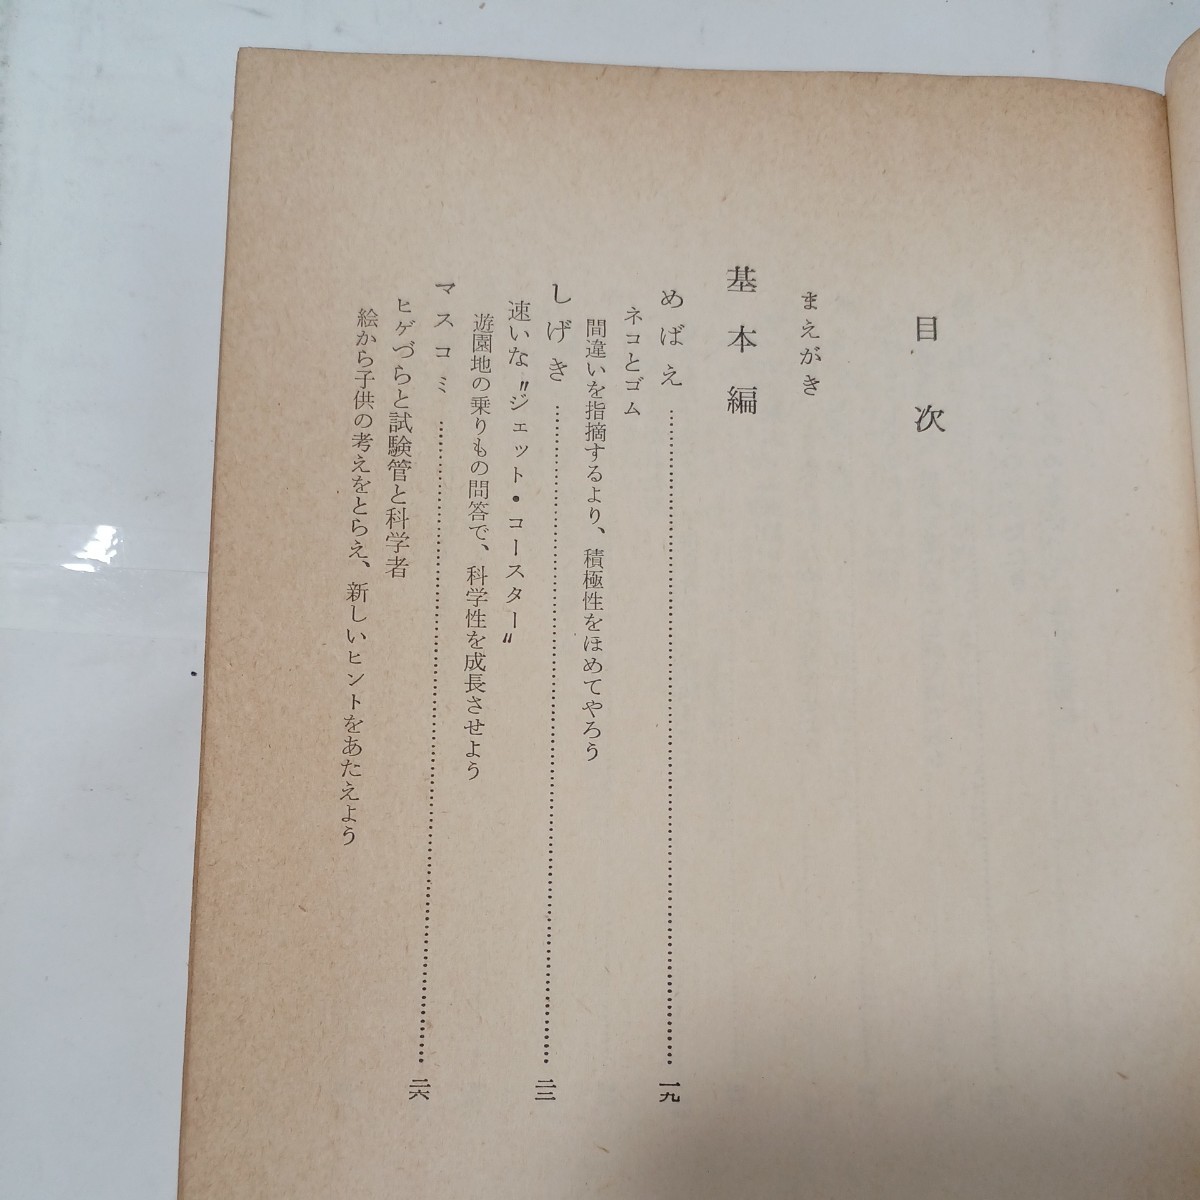 目次
まえがき
基本編
めばえ……………………………一九
ネコとゴム
間違いを指摘するより、積極性をほめてやろう
しげき……………………………二三
速いな〝ジェット・コースター〟
遊園地の乗りもの問答で、科学性を成長させよう
マスコミ……………………………二六
ヒゲづらと試験管と科学者
絵から子供の考えをとらえ、新しいヒントをあたえよう